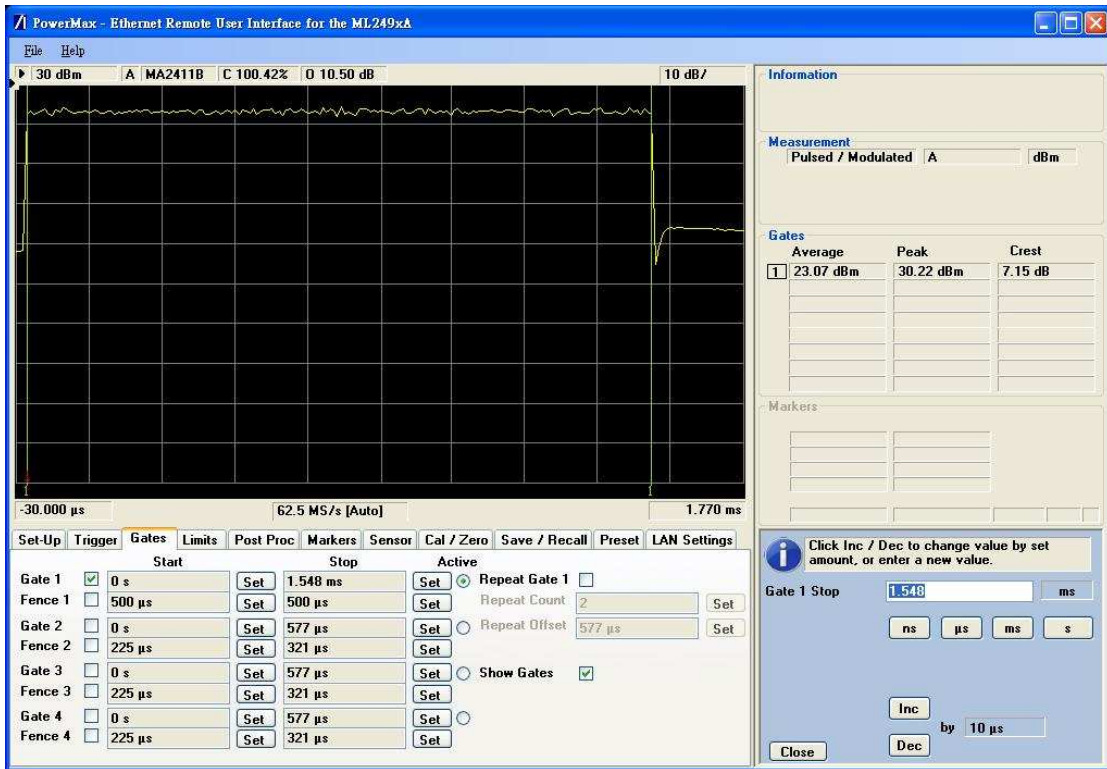 PowerMax - Ethernet Remote User Interface for the ML249xA
File Help
30 dBm A MA2411B C 100.42% O 10.50 dB 10 dB/
1 1
-30.000 µs 62.5 MS/s [Auto] 1.770 ms
Information
Measurement
Pulsed / Modulated A dBm
Gates
Average Peak Crest
1 23.07 dBm 30.22 dBm 7.15 dB
Markers
Set-Up Trigger Gates Limits Post Proc Markers Sensor Cal / Zero Save / Recall Preset LAN Settings
Start Stop Active
Gate 1 0 s Set 1.548 ms Set Repeat Gate 1
Fence 1 500 µs Set 500 µs Set Repeat Count 2 Set
Gate 2 0 s Set 577 µs Set Repeat Offset 577 µs Set
Fence 2 225 µs Set 321 µs Set
Gate 3 0 s Set 577 µs Set Show Gates
Fence 3 225 µs Set 321 µs Set
Gate 4 0 s Set 577 µs Set
Fence 4 225 µs Set 321 µs Set
Click Inc / Dec to change value by set
amount, or enter a new value.
Gate 1 Stop 1.548 ms
ns µs ms s
Inc
by 10 µs
Dec
Close